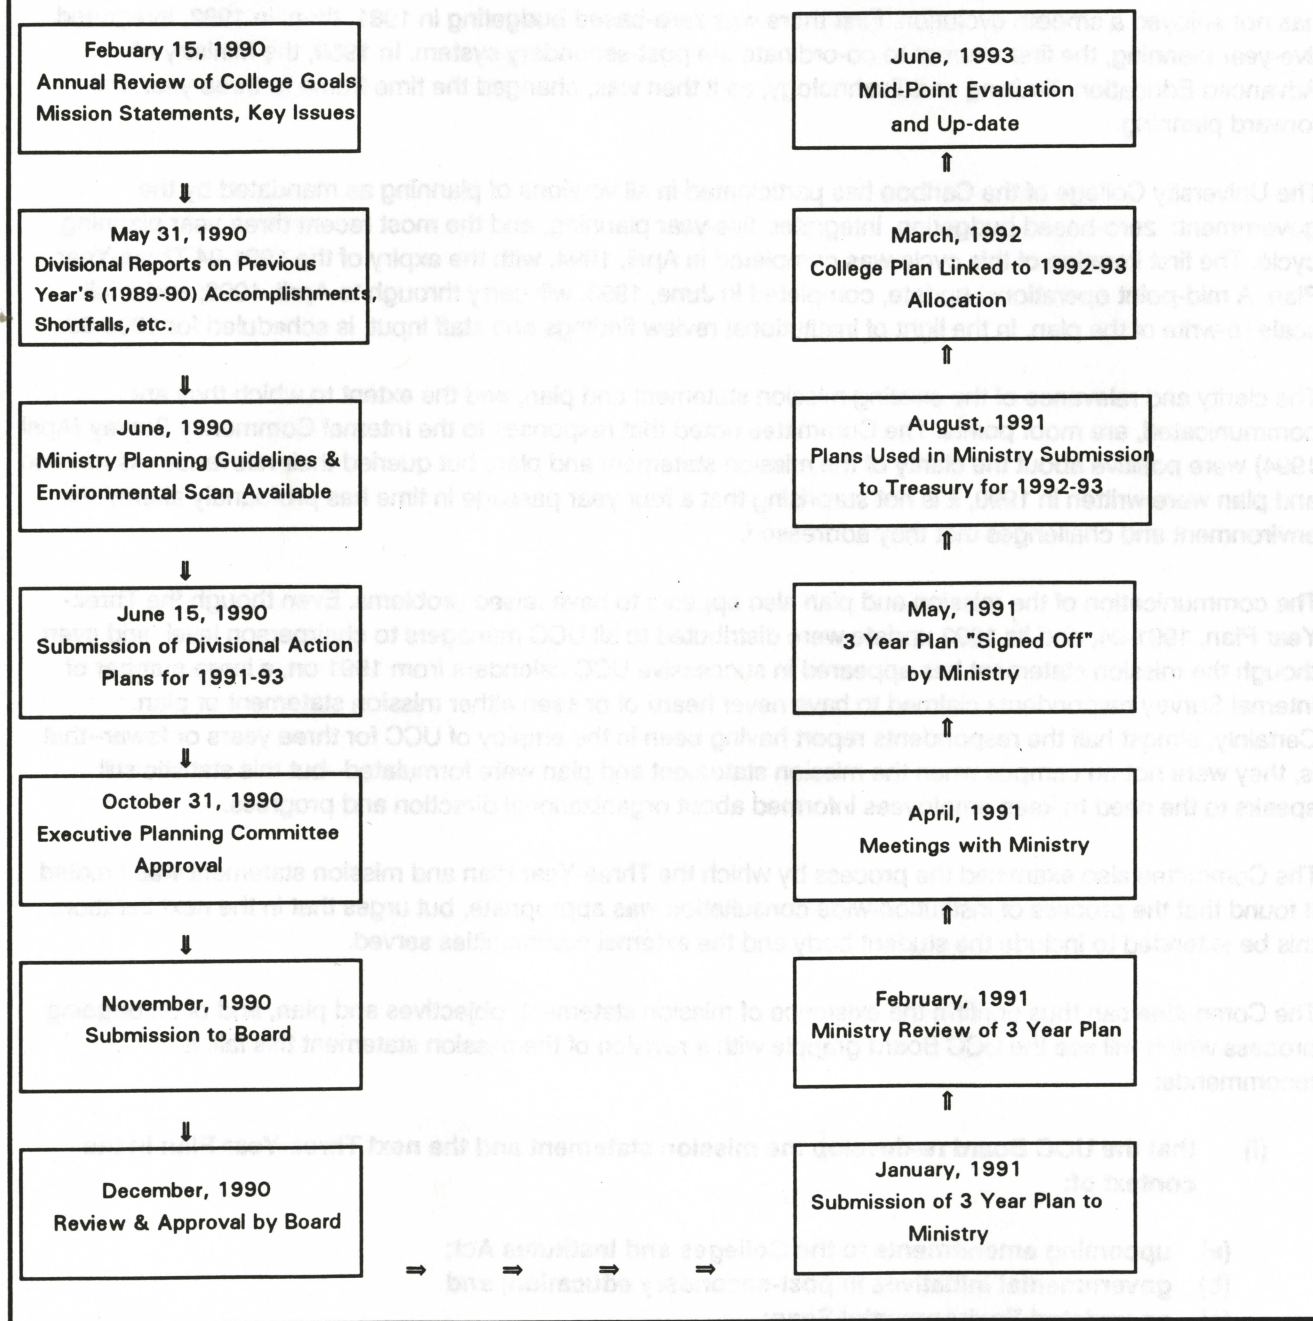 Febuary 15, 1990
Annual Review of College Goals
Mission Statements, Key Issues
May 31, 1990
Divisional Reports on Previous
Year's (1989-90) Accomplishments,
Shortfalls, etc.
June, 1990
Ministry Planning Guidelines &
Environmental Scan Available
June 15, 1990
Submission of Divisional Action
Plans for 1991-93
October 31, 1990
Executive Planning Committee
Approval
November, 1990
Submission to Board
December, 1990
Review & Approval by Board
June, 1993
Mid-Point Evaluation
and Up-date
March, 1992
College Plan Linked to 1992-93
Allocation
August, 1991
Plans Used in Ministry Submission
to Treasury for 1992-93
May, 1991
3 Year Plan "Signed Off"
by Ministry
April, 1991
Meetings with Ministry
February, 1991
Ministry Review of 3 Year Plan
January, 1991
Submission of 3 Year Plan to
Ministry